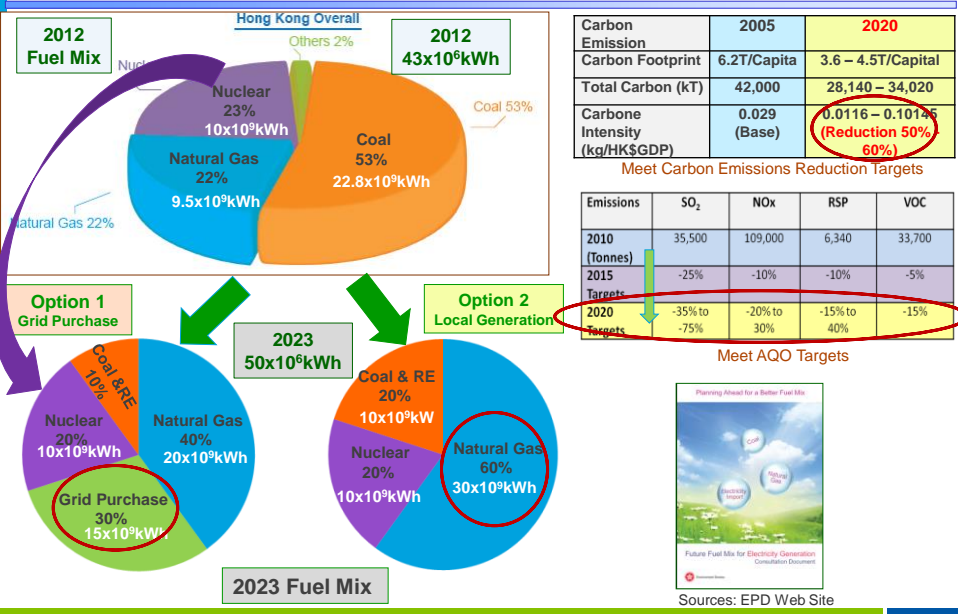 2012
Fuel Mix
Hong Kong Overall
Others 2%
2012
43x10⁶kWh
Nuclear
23%
10x10⁹kWh
Coal 53%
Coal
53%
22.8x10⁹kWh
Natural Gas
22%
9.5x10⁹kWh
Natural Gas 22%
Carbon Emission 2005 2020
Carbon Footprint 6.2T/Capita 3.6 – 4.5T/Capital
Total Carbon (kT) 42,000 28,140 – 34,020
Carbone Intensity (kg/HK$GDP) 0.029 (Base) 0.0116 – 0.10145 (Reduction 50% - 60%)
Meet Carbon Emissions Reduction Targets
Emissions SO₂ NOx RSP VOC
2010 (Tonnes) 35,500 109,000 6,340 33,700
2015 Targets -25% -10% -10% -5%
2020 Targets -35% to -75% -20% to 30% -15% to 40% -15%
Meet AQO Targets
Option 1
Grid Purchase
2023
50x10⁶kWh
Option 2
Local Generation
Coal &RE
10%
Nuclear
20%
10x10⁹kWh
Natural Gas
40%
20x10⁹kWh
Grid Purchase
30%
15x10⁹kWh
Coal & RE
20%
10x10⁹kW
Nuclear
20%
10x10⁹kWh
Natural Gas
60%
30x10⁹kWh
2023 Fuel Mix
Planning Ahead for a Better Fuel Mix
Coal
Natural
Gas
Electricity
Import
Future Fuel Mix for Electricity Generation
Consultation Document
Sources: EPD Web Site